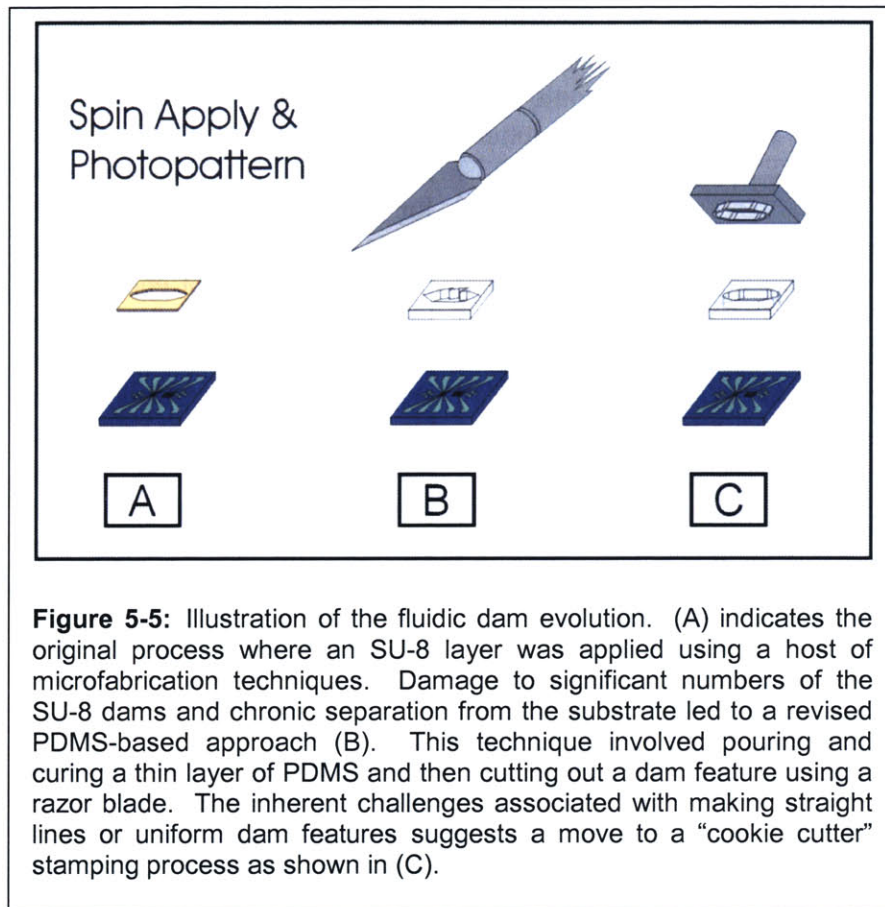 Spin Apply &
Photopattern
A
B
C
Figure 5-5: Illustration of the fluidic dam evolution. (A) indicates the
original process where an SU-8 layer was applied using a host of
microfabrication techniques. Damage to significant numbers of the
SU-8 dams and chronic separation from the substrate led to a revised
PDMS-based approach (B). This technique involved pouring and
curing a thin layer of PDMS and then cutting out a dam feature using a
razor blade. The inherent challenges associated with making straight
lines or uniform dam features suggests a move to a “cookie cutter”
stamping process as shown in (C).